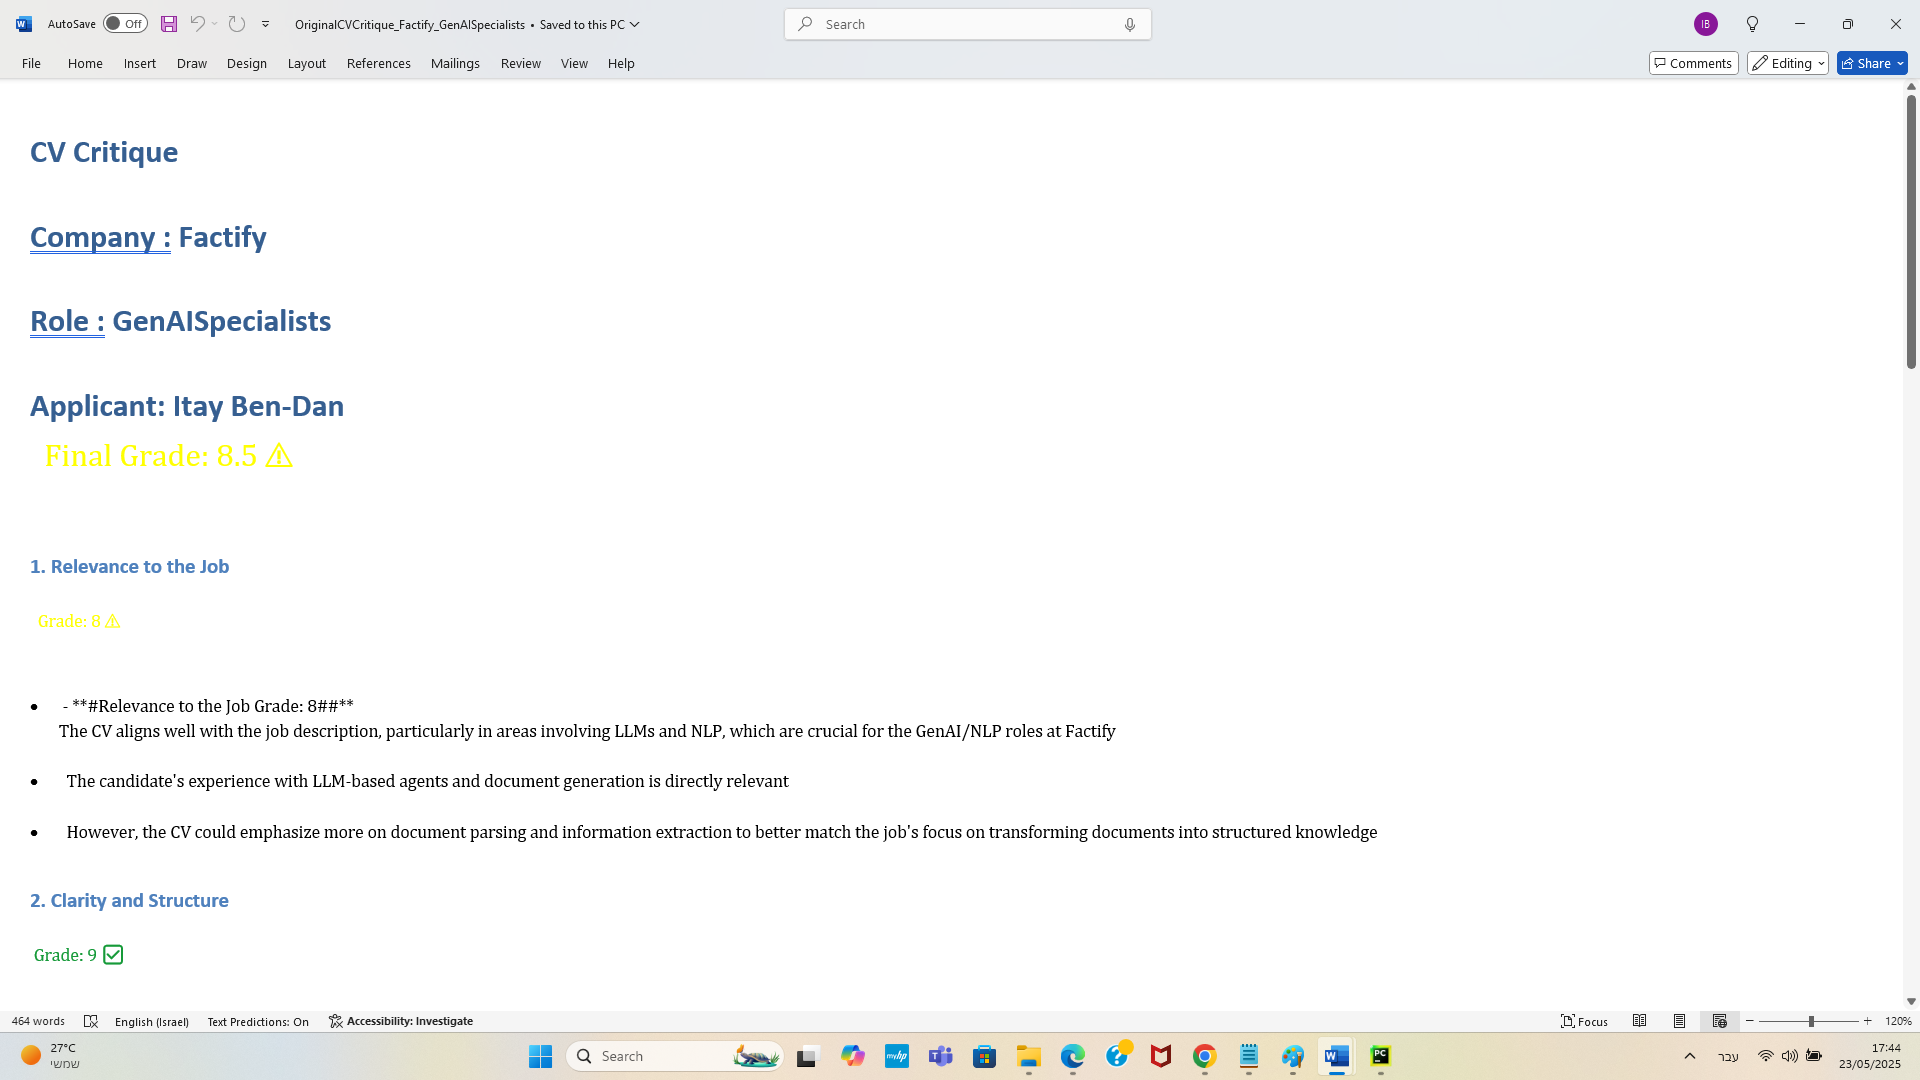 AutoSave Off OriginalCVCritique_Factify_GenAISpecialists • Saved to this PC Search IB
File Home Insert Draw Design Layout References Mailings Review View Help Comments Editing Share
CV Critique
Company : Factify
Role : GenAISpecialists
Applicant: Itay Ben-Dan
Final Grade: 8.5 ⚠
1. Relevance to the Job
Grade: 8 ⚠
• - **#Relevance to the Job Grade: 8##**
The CV aligns well with the job description, particularly in areas involving LLMs and NLP, which are crucial for the GenAI/NLP roles at Factify
• The candidate's experience with LLM-based agents and document generation is directly relevant
• However, the CV could emphasize more on document parsing and information extraction to better match the job's focus on transforming documents into structured knowledge
2. Clarity and Structure
Grade: 9 ☑
464 words English (Israel) Text Predictions: On Accessibility: Investigate Focus 120%
27°C
שמשי
Search
עבר
17:44
23/05/2025